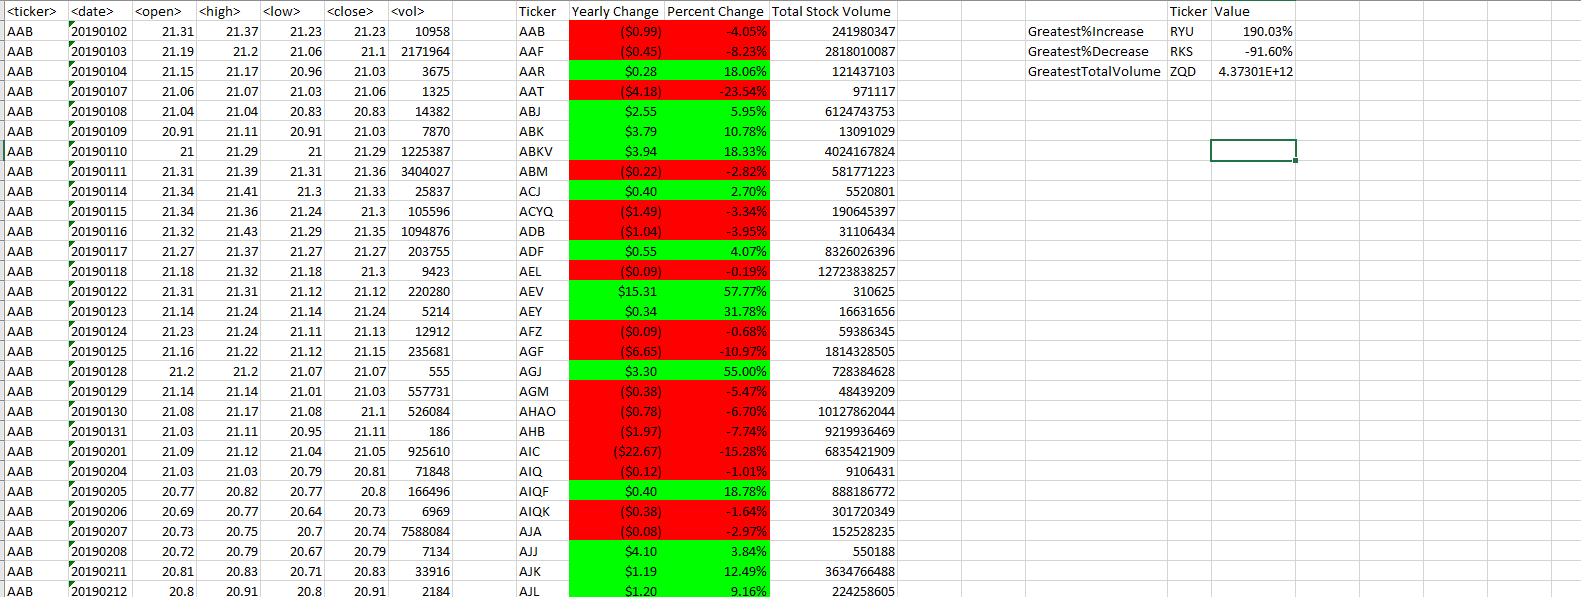 <ticker> <date> <open> <high> <low> <close> <vol> Ticker Yearly Change Percent Change Total Stock Volume Ticker Value
AAB 20190102 21.31 21.37 21.23 21.23 10958 AAB ($0.99) -4.05% 241980347 Greatest%Increase RYU 190.03%
AAB 20190103 21.19 21.2 21.06 21.1 2171964 AAF ($0.45) -8.23% 2818010087 Greatest%Decrease RKS -91.60%
AAB 20190104 21.15 21.17 20.96 21.03 3675 AAR $0.28 18.06% 121437103 GreatestTotalVolume ZQD 4.37301E+12
AAB 20190107 21.06 21.07 21.03 21.06 1325 AAT ($4.18) -23.54% 971117
AAB 20190108 21.04 21.04 20.83 20.83 14382 ABJ $2.55 5.95% 6124743753
AAB 20190109 20.91 21.11 20.91 21.03 7870 ABK $3.79 10.78% 13091029
AAB 20190110 21 21.29 21 21.29 1225387 ABKV $3.94 18.33% 4024167824
AAB 20190111 21.31 21.39 21.31 21.36 3404027 ABM ($0.22) -2.82% 581771223
AAB 20190114 21.34 21.41 21.3 21.33 25837 ACJ $0.40 2.70% 5520801
AAB 20190115 21.34 21.36 21.24 21.3 105596 ACYQ ($1.49) -3.34% 190645397
AAB 20190116 21.32 21.43 21.29 21.35 1094876 ADB ($1.04) -3.95% 31106434
AAB 20190117 21.27 21.37 21.27 21.27 203755 ADF $0.55 4.07% 8326026396
AAB 20190118 21.18 21.32 21.18 21.3 9423 AEL ($0.09) -0.19% 12723838257
AAB 20190122 21.31 21.31 21.12 21.12 220280 AEV $15.31 57.77% 310625
AAB 20190123 21.14 21.24 21.14 21.24 5214 AEY $0.34 31.78% 16631656
AAB 20190124 21.23 21.24 21.11 21.13 12912 AFZ ($0.09) -0.68% 59386345
AAB 20190125 21.16 21.22 21.12 21.15 235681 AGF ($6.65) -10.97% 1814328505
AAB 20190128 21.2 21.2 21.07 21.07 555 AGJ $3.30 55.00% 728384628
AAB 20190129 21.14 21.14 21.01 21.03 557731 AGM ($0.38) -5.47% 48439209
AAB 20190130 21.08 21.17 21.08 21.1 526084 AHAO ($0.78) -6.70% 10127862044
AAB 20190131 21.03 21.11 20.95 21.11 186 AHB ($1.97) -7.74% 9219936469
AAB 20190201 21.09 21.12 21.04 21.05 925610 AIC ($22.67) -15.28% 6835421909
AAB 20190204 21.03 21.03 20.79 20.81 71848 AIQ ($0.12) -1.01% 9106431
AAB 20190205 20.77 20.82 20.77 20.8 166496 AIQF $0.40 18.78% 888186772
AAB 20190206 20.69 20.77 20.64 20.73 6969 AIQK ($0.38) -1.64% 301720349
AAB 20190207 20.73 20.75 20.7 20.74 7588084 AJA ($0.08) -2.97% 152528235
AAB 20190208 20.72 20.79 20.67 20.79 7134 AJJ $4.10 3.84% 550188
AAB 20190211 20.81 20.83 20.71 20.83 33916 AJK $1.19 12.49% 3634766488
AAB 20190212 20.8 20.91 20.8 20.91 2184 AJL $1.20 9.16% 224258605